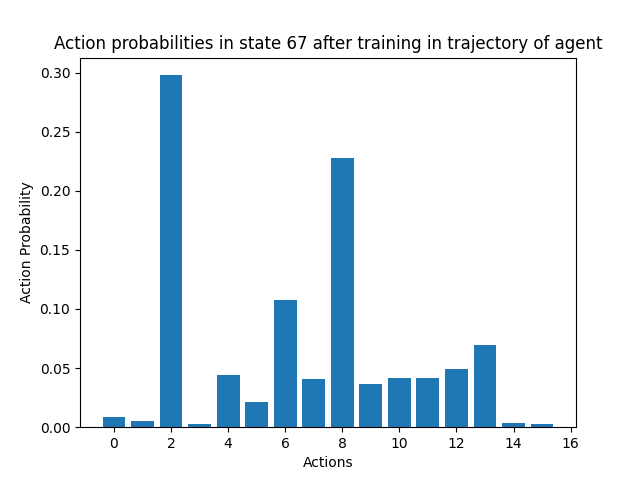 Action probabilities in state 67 after training in trajectory of agent
0.30
0.25
0.20
0.15
0.10
0.05
0.00
Action Probability
0 2 4 6 8 10 12 14 16
Actions